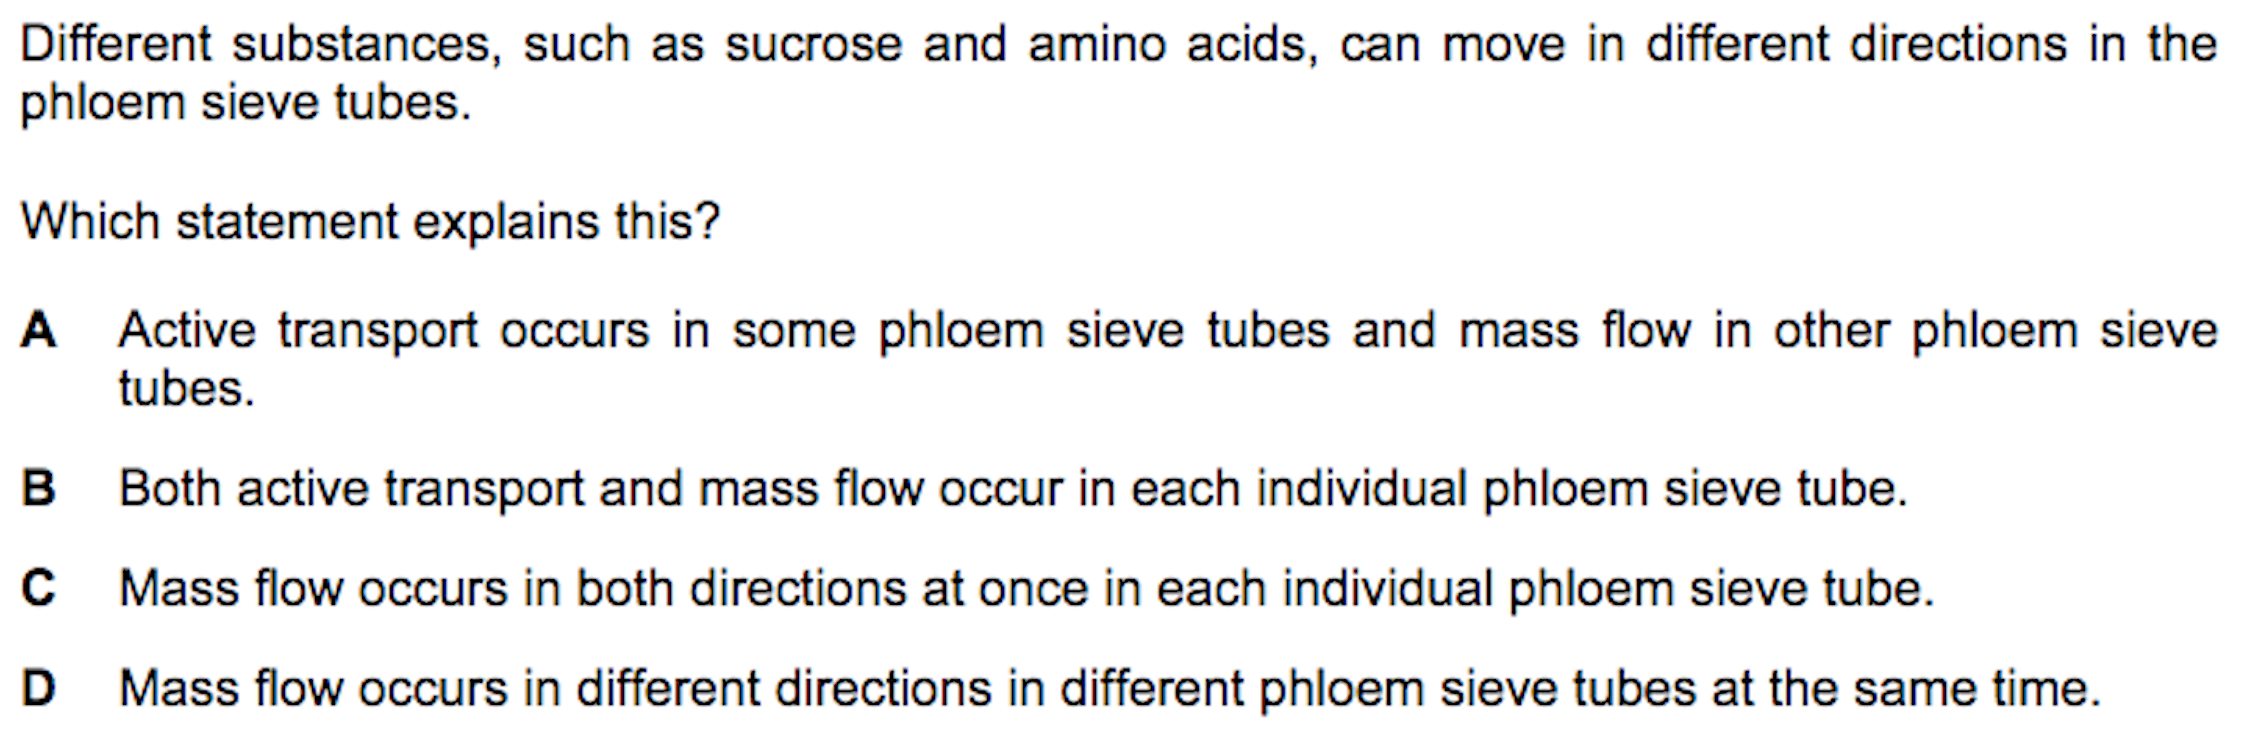 Different substances, such as sucrose and amino acids, can move in different directions in the
phloem sieve tubes.
Which statement explains this?
A Active transport occurs in some phloem sieve tubes and mass flow in other phloem sieve
tubes.
B Both active transport and mass flow occur in each individual phloem sieve tube.
C Mass flow occurs in both directions at once in each individual phloem sieve tube.
D Mass flow occurs in different directions in different phloem sieve tubes at the same time.